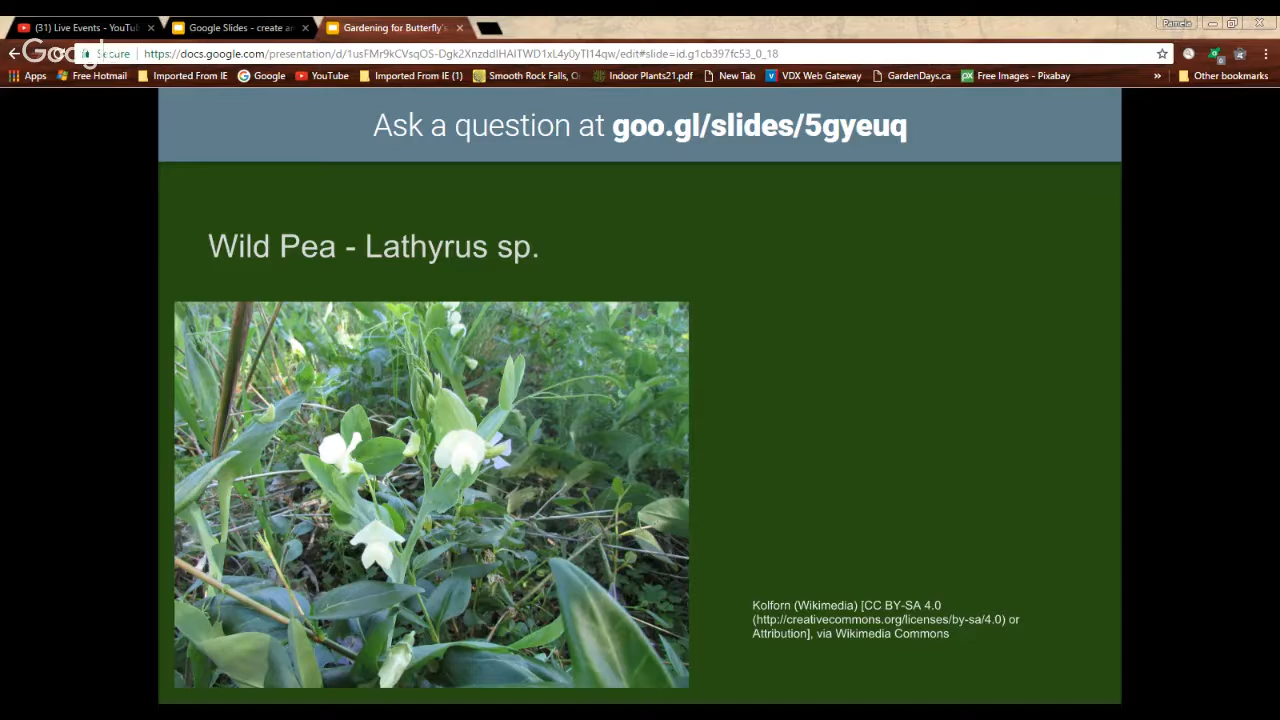 (31) Live Events - YouTu
Google Slides - create an
Gardening for Butterfly's
Pamela
Secure
https://docs.google.com/presentation/d/1usFMr9kCVsqOS-Dgk2XnzddIHAITWD1xL4y0yTI14qw/edit#slide=id.g1cb397fc53_0_18
Apps
Free Hotmail
Imported From IE
Google
YouTube
Imported From IE (1)
Smooth Rock Falls, O
Indoor Plants21.pdf
New Tab
VDX Web Gateway
GardenDays.ca
Free Images - Pixabay
»
Other bookmarks
Ask a question at goo.gl/slides/5gyeuq
Wild Pea - Lathyrus sp.
Kolforn (Wikimedia) [CC BY-SA 4.0
(http://creativecommons.org/licenses/by-sa/4.0) or
Attribution], via Wikimedia Commons